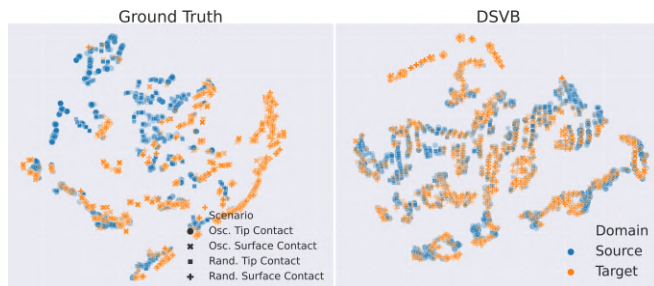 Ground Truth
DSVB
Scenario
Osc. Tip Contact
Osc. Surface Contact
Rand. Tip Contact
Rand. Surface Contact
Domain
Source
Target